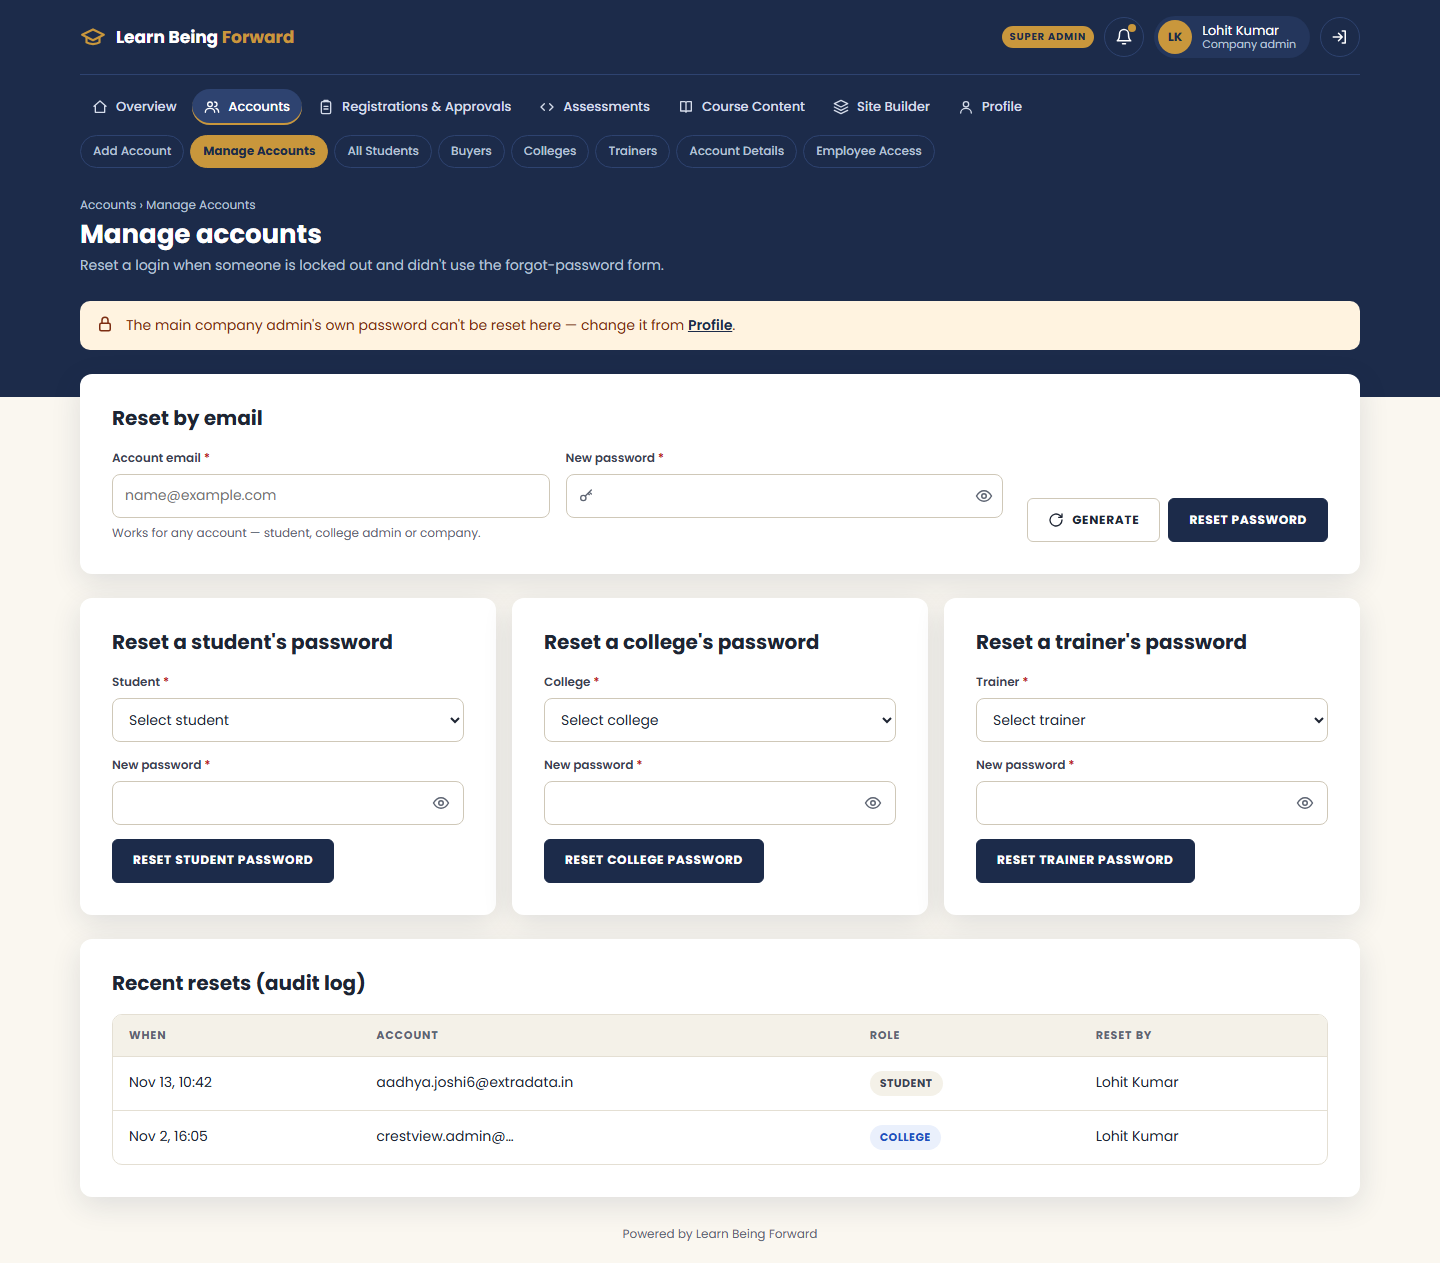 Learn Being Forward
SUPER ADMIN
LK
Lohit Kumar
Company admin
Overview
Accounts
Registrations & Approvals
Assessments
Course Content
Site Builder
Profile
Add Account
Manage Accounts
All Students
Buyers
Colleges
Trainers
Account Details
Employee Access
Accounts › Manage Accounts
Manage accounts
Reset a login when someone is locked out and didn't use the forgot-password form.
The main company admin's own password can't be reset here — change it from Profile.
Reset by email
Account email *
New password *
name@example.com
Works for any account — student, college admin or company.
GENERATE
RESET PASSWORD
Reset a student's password
Student *
Select student
New password *
RESET STUDENT PASSWORD
Reset a college's password
College *
Select college
New password *
RESET COLLEGE PASSWORD
Reset a trainer's password
Trainer *
Select trainer
New password *
RESET TRAINER PASSWORD
Recent resets (audit log)
WHEN ACCOUNT ROLE RESET BY
Nov 13, 10:42 aadhya.joshi6@extradata.in STUDENT Lohit Kumar
Nov 2, 16:05 crestview.admin@... COLLEGE Lohit Kumar
Powered by Learn Being Forward